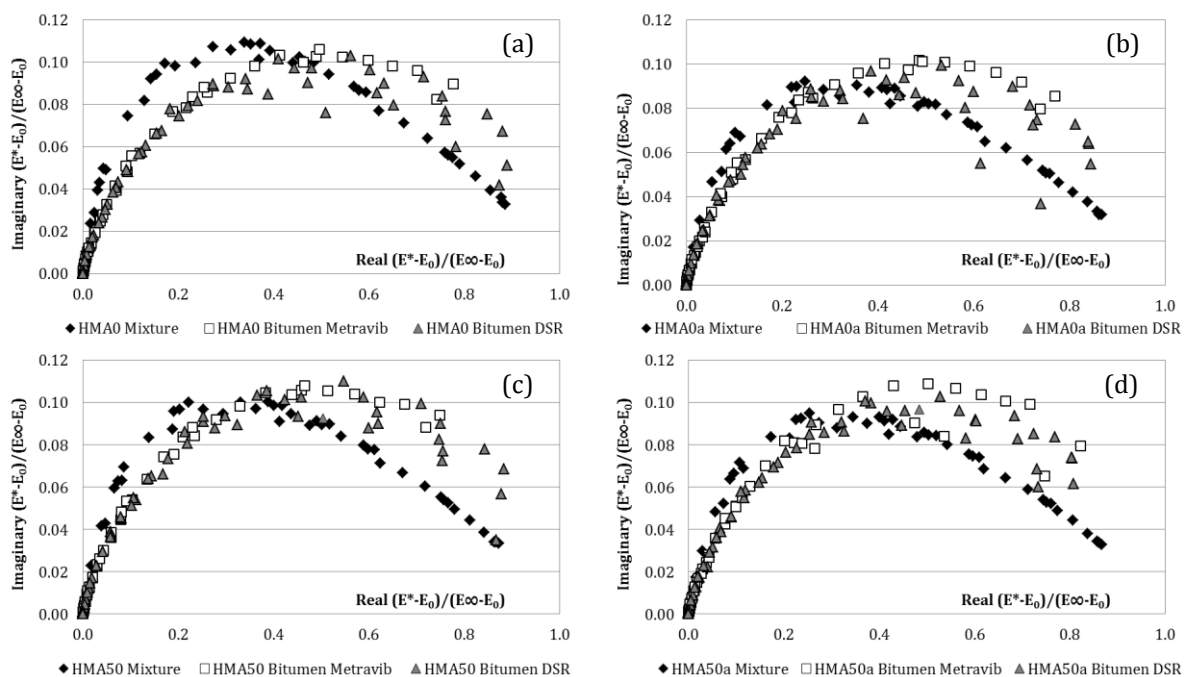 (a)
Imaginary (E*-E0)/(E∞-E0)
0.12
0.10
0.08
0.06
0.04
0.02
0.00
Real (E*-E0)/(E∞-E0)
0.0 0.2 0.4 0.6 0.8 1.0
HMA0 Mixture HMA0 Bitumen Metravib HMA0 Bitumen DSR
(b)
Imaginary (E*-E0)/(E∞-E0)
0.12
0.10
0.08
0.06
0.04
0.02
0.00
Real (E*-E0)/(E∞-E0)
0.0 0.2 0.4 0.6 0.8 1.0
HMA0a Mixture HMA0a Bitumen Metravib HMA0a Bitumen DSR
(c)
Imaginary (E*-E0)/(E∞-E0)
0.12
0.10
0.08
0.06
0.04
0.02
0.00
Real (E*-E0)/(E∞-E0)
0.0 0.2 0.4 0.6 0.8 1.0
HMA50 Mixture HMA50 Bitumen Metravib HMA50 Bitumen DSR
(d)
Imaginary (E*-E0)/(E∞-E0)
0.12
0.10
0.08
0.06
0.04
0.02
0.00
Real (E*-E0)/(E∞-E0)
0.0 0.2 0.4 0.6 0.8 1.0
HMA50a Mixture HMA50a Bitumen Metravib HMA50a Bitumen DSR